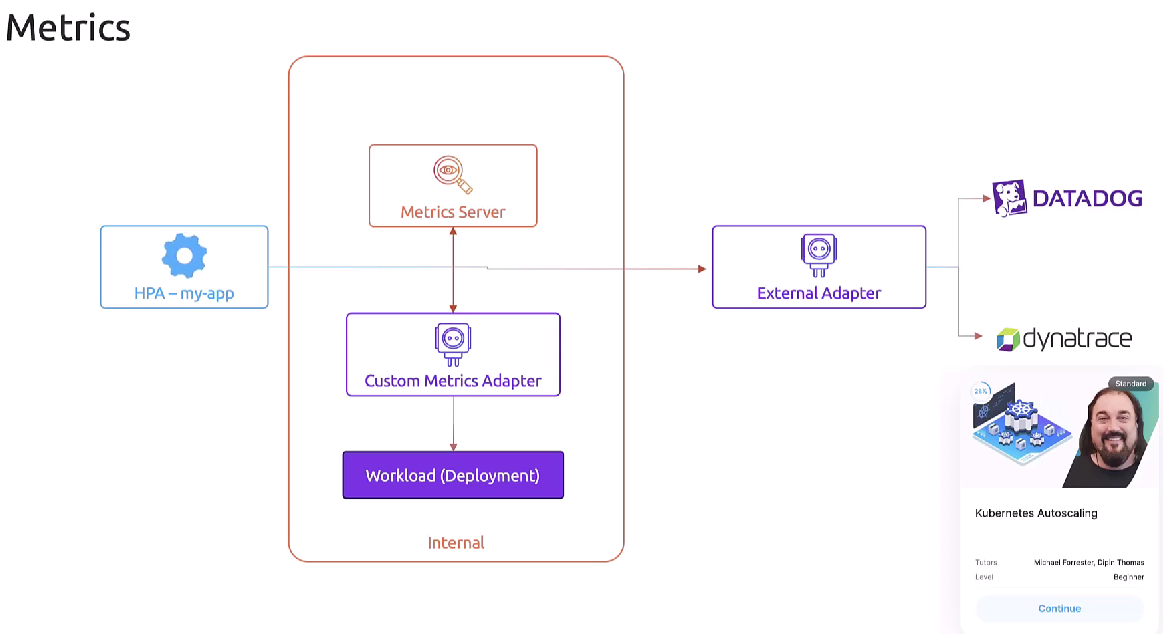 Metrics
Metrics Server
HPA – my-app
External Adapter
DATADOG
dynatrace
Custom Metrics Adapter
Workload (Deployment)
Internal
28%
Standard
Kubernetes Autoscaling
Tutors Michael Forrester, Dipin Thomas
Level Beginner
Continue